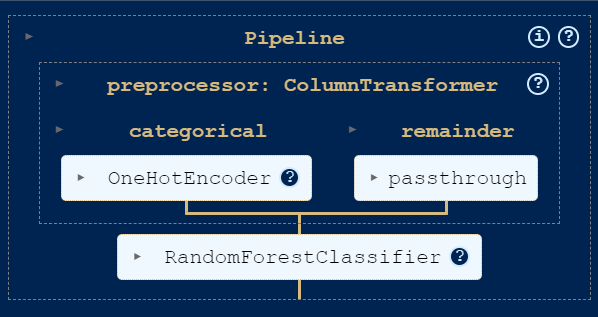 Pipeline i ?
preprocessor: ColumnTransformer ?
categorical remainder
OneHotEncoder ? passthrough
RandomForestClassifier ?